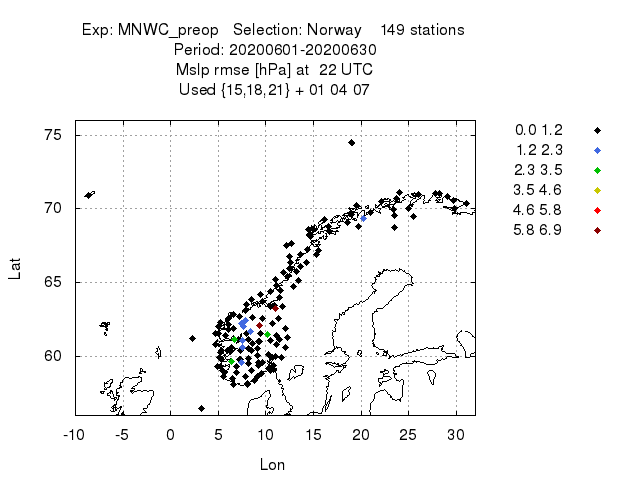 Exp: MNWC_preop   Selection: Norway    149 stations
Period: 20200601-20200630
Mslp rmse [hPa] at  22 UTC
Used {15,18,21} + 01 04 07
75
70
65
60
-10 -5 0 5 10 15 20 25 30
Lat
Lon
0.0 1.2
1.2 2.3
2.3 3.5
3.5 4.6
4.6 5.8
5.8 6.9